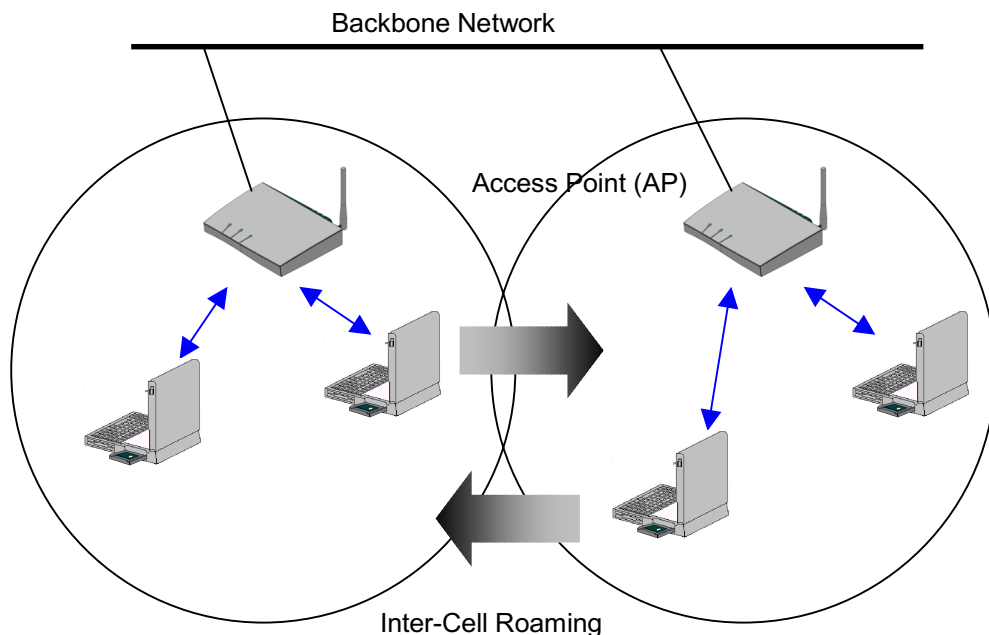 Backbone Network
Access Point (AP)
Inter-Cell Roaming